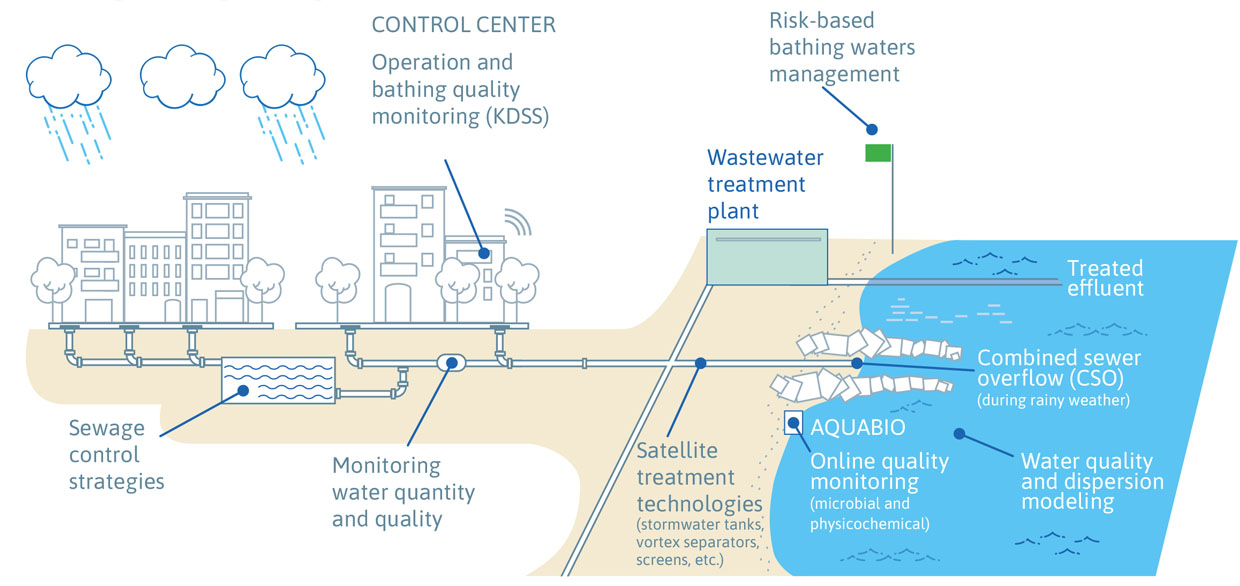 CONTROL CENTER
Operation and
bathing quality
monitoring (KDSS)
Risk-based
bathing waters
management
Wastewater
treatment
plant
Treated
effluent
Combined sewer
overflow (CSO)
(during rainy weather)
Sewage
control
strategies
Monitoring
water quantity
and quality
Satellite
treatment
technologies
(stormwater tanks,
vortex separators,
screens, etc.)
AQUABIO
Online quality
monitoring
(microbial and
physicochemical)
Water quality
and dispersion
modeling